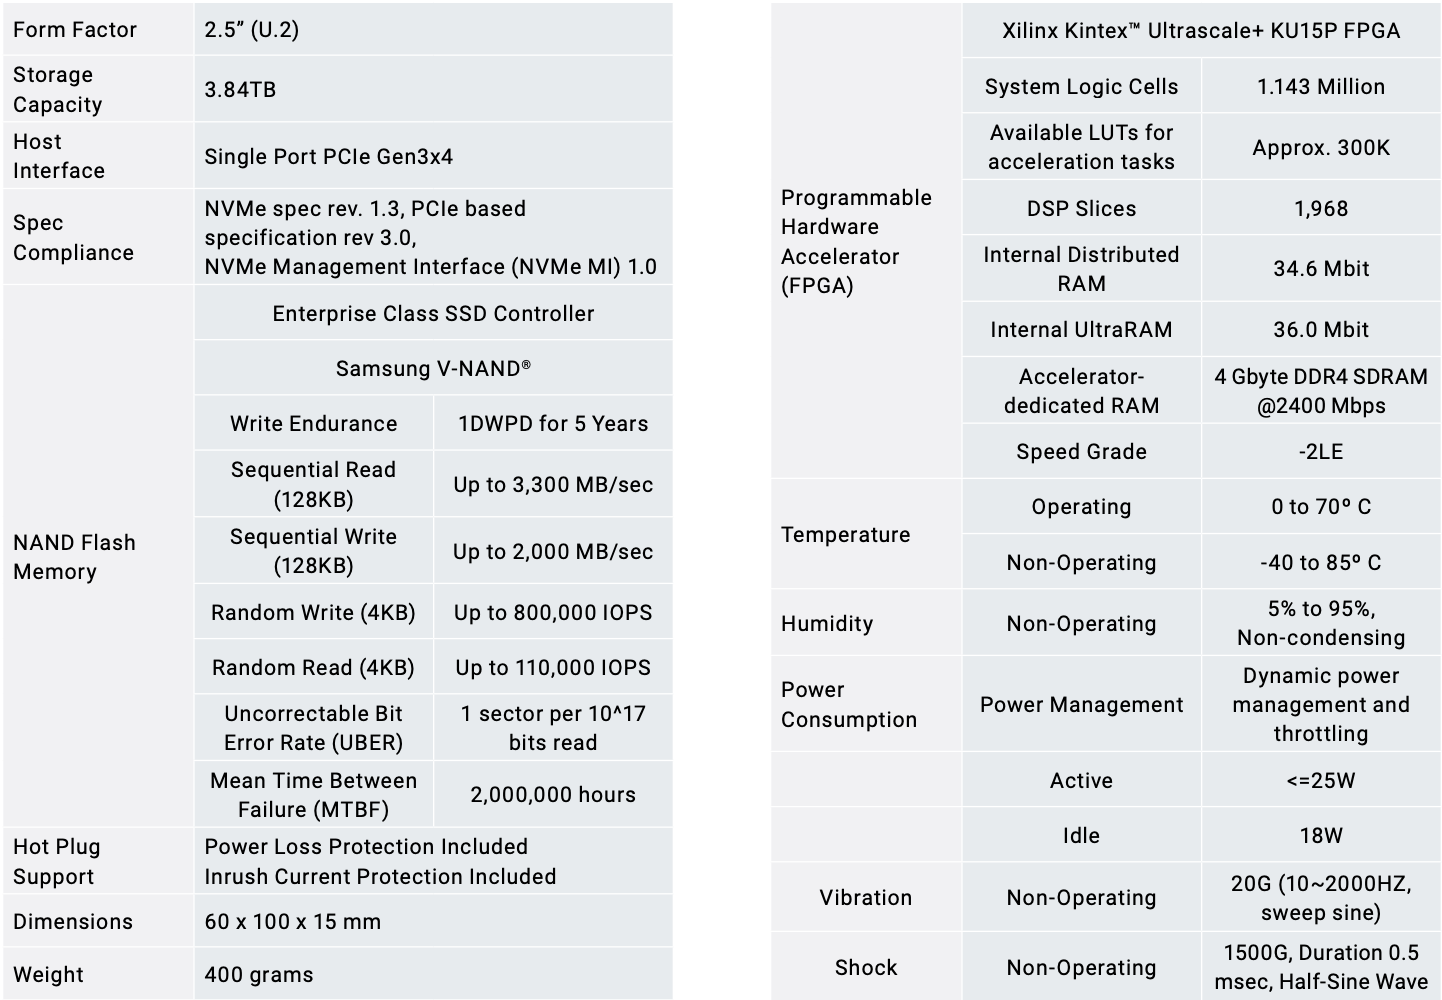 Form Factor
2.5” (U.2)
Storage
Capacity
3.84TB
Host
Interface
Single Port PCIe Gen3x4
Spec
Compliance
NVMe spec rev. 1.3, PCIe based
specification rev 3.0,
NVMe Management Interface (NVMe MI) 1.0
NAND Flash
Memory
Enterprise Class SSD Controller
Samsung V-NAND®
Write Endurance
1DWPD for 5 Years
Sequential Read
(128KB)
Up to 3,300 MB/sec
Sequential Write
(128KB)
Up to 2,000 MB/sec
Random Write (4KB)
Up to 800,000 IOPS
Random Read (4KB)
Up to 110,000 IOPS
Uncorrectable Bit
Error Rate (UBER)
1 sector per 10^17
bits read
Mean Time Between
Failure (MTBF)
2,000,000 hours
Hot Plug
Support
Power Loss Protection Included
Inrush Current Protection Included
Dimensions
60 x 100 x 15 mm
Weight
400 grams
Programmable
Hardware
Accelerator
(FPGA)
Xilinx Kintex™ Ultrascale+ KU15P FPGA
System Logic Cells
1.143 Million
Available LUTs for
acceleration tasks
Approx. 300K
DSP Slices
1,968
Internal Distributed
RAM
34.6 Mbit
Internal UltraRAM
36.0 Mbit
Accelerator-
dedicated RAM
4 Gbyte DDR4 SDRAM
@2400 Mbps
Speed Grade
-2LE
Temperature
Operating
0 to 70º C
Non-Operating
-40 to 85º C
Humidity
Non-Operating
5% to 95%,
Non-condensing
Power
Consumption
Power Management
Dynamic power
management and
throttling
Active
<=25W
Idle
18W
Vibration
Non-Operating
20G (10~2000HZ,
sweep sine)
Shock
Non-Operating
1500G, Duration 0.5
msec, Half-Sine Wave